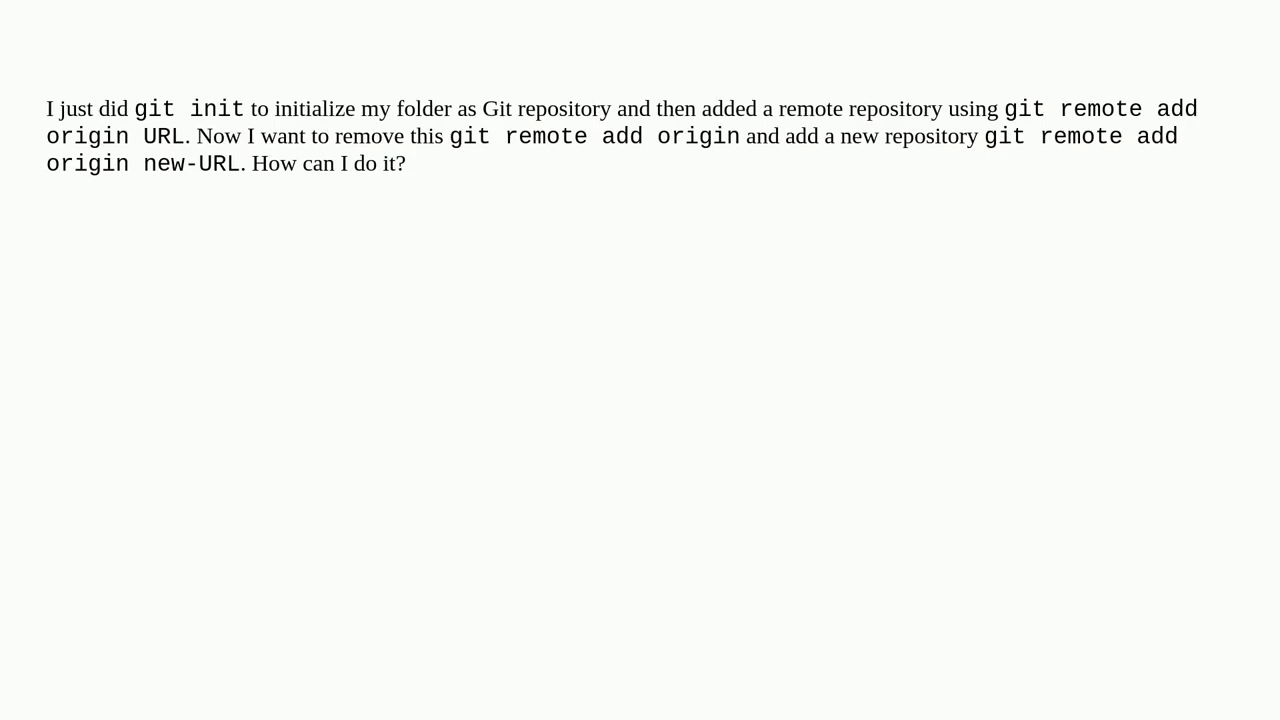 I just did git init to initialize my folder as Git repository and then added a remote repository using git remote add
origin URL. Now I want to remove this git remote add origin and add a new repository git remote add
origin new-URL. How can I do it?